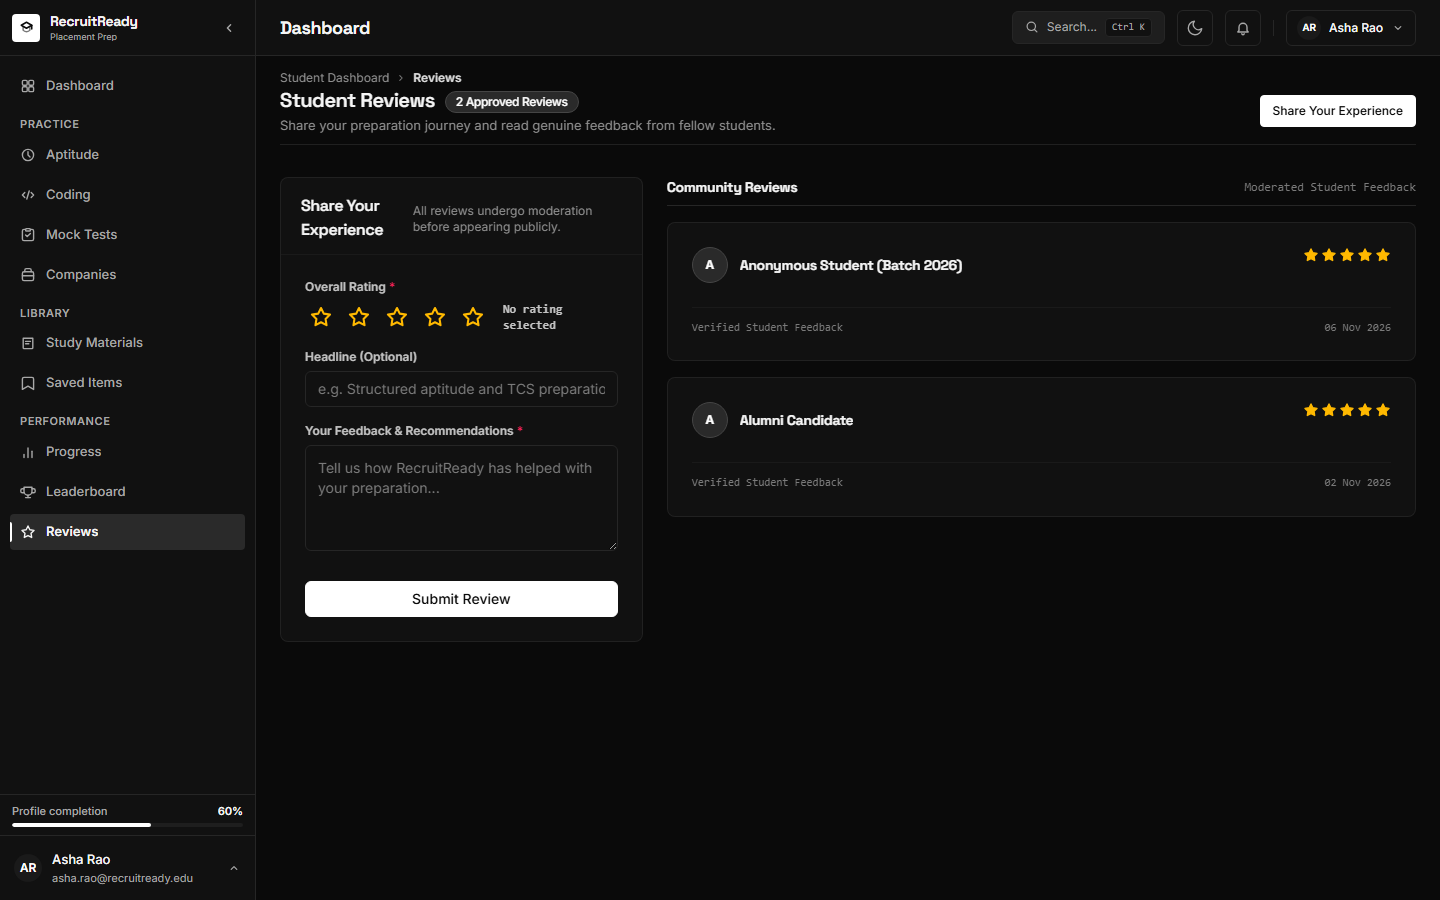 RecruitReady
Placement Prep
Dashboard
PRACTICE
Aptitude
Coding
Mock Tests
Companies
LIBRARY
Study Materials
Saved Items
PERFORMANCE
Progress
Leaderboard
Reviews
Profile completion 60%
AR Asha Rao
asha.rao@recruitready.edu
Dashboard
Search... Ctrl K
AR Asha Rao
Student Dashboard > Reviews
Student Reviews 2 Approved Reviews
Share your preparation journey and read genuine feedback from fellow students.
Share Your Experience
Share Your
Experience
All reviews undergo moderation
before appearing publicly.
Overall Rating *
No rating
selected
Headline (Optional)
e.g. Structured aptitude and TCS preparatio
Your Feedback & Recommendations *
Tell us how RecruitReady has helped with
your preparation...
Submit Review
Community Reviews
Moderated Student Feedback
A Anonymous Student (Batch 2026)
Verified Student Feedback 06 Nov 2026
A Alumni Candidate
Verified Student Feedback 02 Nov 2026